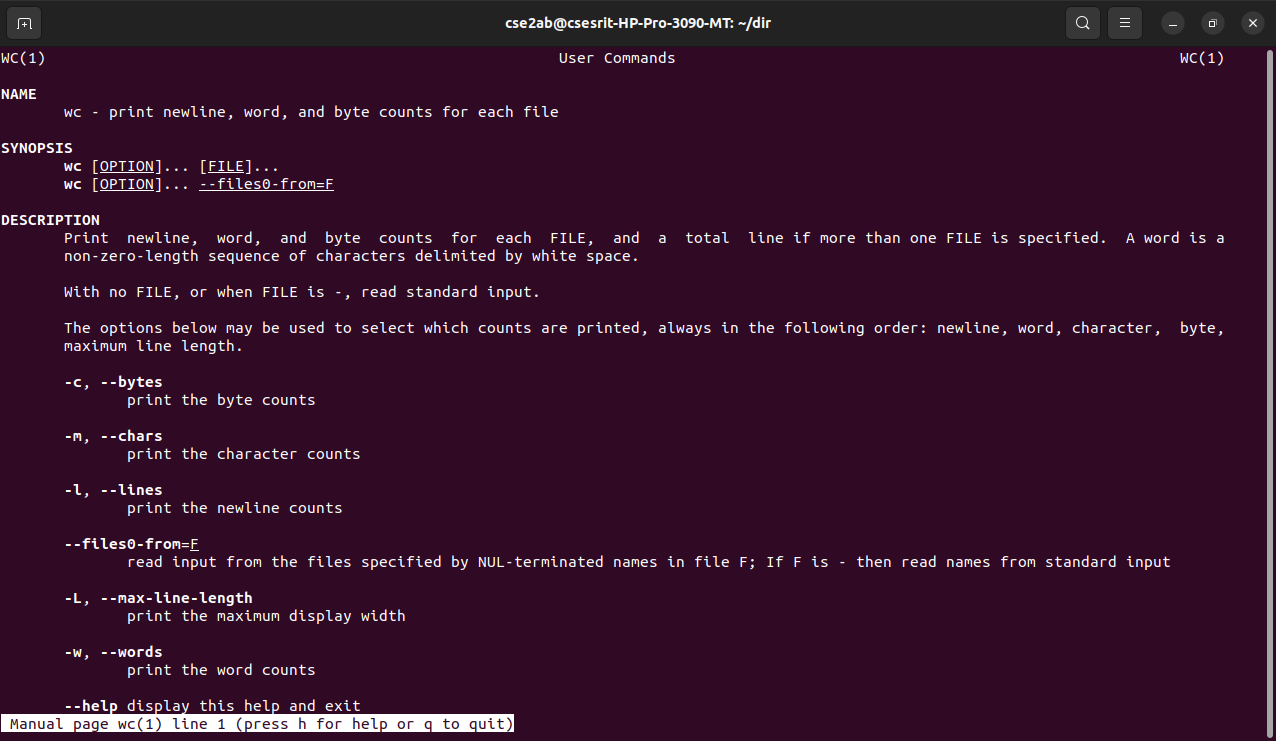 cse2ab@csesrit-HP-Pro-3090-MT: ~/dir
WC(1) User Commands WC(1)
NAME
wc - print newline, word, and byte counts for each file
SYNOPSIS
wc [OPTION]... [FILE]...
wc [OPTION]... --files0-from=F
DESCRIPTION
Print newline, word, and byte counts for each FILE, and a total line if more than one FILE is specified. A word is a
non-zero-length sequence of characters delimited by white space.
With no FILE, or when FILE is -, read standard input.
The options below may be used to select which counts are printed, always in the following order: newline, word, character, byte,
maximum line length.
-c, --bytes
print the byte counts
-m, --chars
print the character counts
-l, --lines
print the newline counts
--files0-from=F
read input from the files specified by NUL-terminated names in file F; If F is - then read names from standard input
-L, --max-line-length
print the maximum display width
-w, --words
print the word counts
--help display this help and exit
Manual page wc(1) line 1 (press h for help or q to quit)